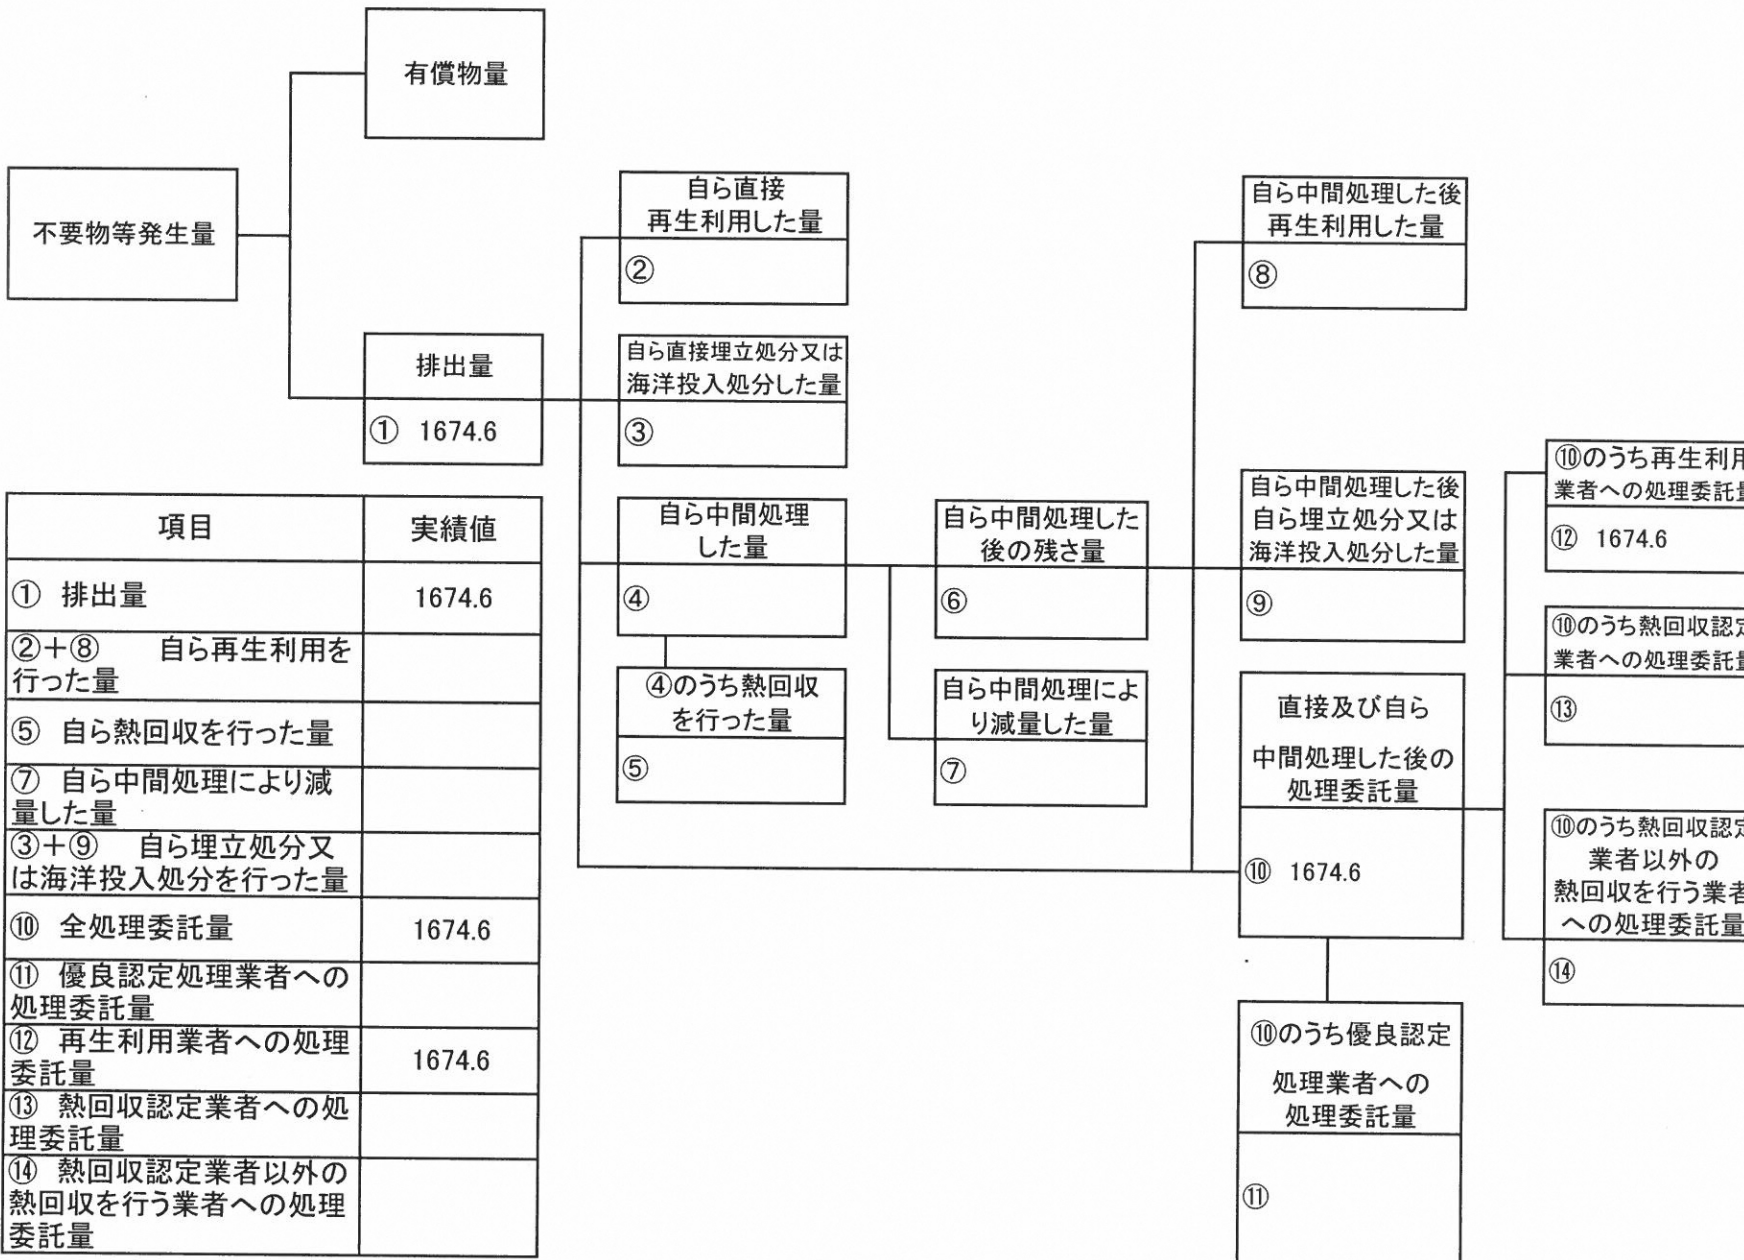 有償物量
不要物等発生量
排出量
① 1674.6
自ら直接
再生利用した量
②
自ら直接埋立処分又は
海洋投入処分した量
③
自ら中間処理
した量
④
④のうち熱回収
を行った量
⑤
自ら中間処理した
後の残さ量
⑥
自ら中間処理によ
り減量した量
⑦
自ら中間処理した後
再生利用した量
⑧
自ら中間処理した後
自ら埋立処分又は
海洋投入処分した量
⑨
直接及び自ら
中間処理した後の
処理委託量
⑩ 1674.6
⑩のうち優良認定
処理業者への
処理委託量
⑪
⑩のうち再生利用
業者への処理委託量
⑫ 1674.6
⑩のうち熱回収認定
業者への処理委託量
⑬
⑩のうち熱回収認定
業者以外の
熱回収を行う業者
への処理委託量
⑭
項目 実績値
① 排出量 1674.6
②+⑧ 自ら再生利用を
行った量
⑤ 自ら熱回収を行った量
⑦ 自ら中間処理により減
量した量
③+⑨ 自ら埋立処分又
は海洋投入処分を行った量
⑩ 全処理委託量 1674.6
⑪ 優良認定処理業者への
処理委託量
⑫ 再生利用業者への処理
委託量 1674.6
⑬ 熱回収認定業者への処
理委託量
⑭ 熱回収認定業者以外の
熱回収を行う業者への処理
委託量